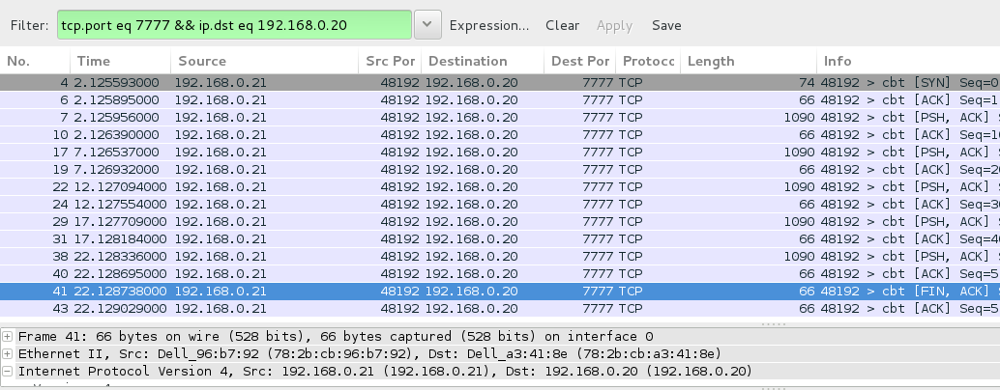 Filter: tcp.port eq 7777 && ip.dst eq 192.168.0.20 Expression... Clear Apply Save
No. Time Source Src Por Destination Dest Por Protocc Length Info
4 2.125593000 192.168.0.21 48192 192.168.0.20 7777 TCP 74 48192 > cbt [SYN] Seq=0
6 2.125895000 192.168.0.21 48192 192.168.0.20 7777 TCP 66 48192 > cbt [ACK] Seq=1
7 2.125956000 192.168.0.21 48192 192.168.0.20 7777 TCP 1090 48192 > cbt [PSH, ACK] S
10 2.126390000 192.168.0.21 48192 192.168.0.20 7777 TCP 66 48192 > cbt [ACK] Seq=10
17 7.126537000 192.168.0.21 48192 192.168.0.20 7777 TCP 1090 48192 > cbt [PSH, ACK] S
19 7.126932000 192.168.0.21 48192 192.168.0.20 7777 TCP 66 48192 > cbt [ACK] Seq=20
22 12.127094000 192.168.0.21 48192 192.168.0.20 7777 TCP 1090 48192 > cbt [PSH, ACK] S
24 12.127554000 192.168.0.21 48192 192.168.0.20 7777 TCP 66 48192 > cbt [ACK] Seq=30
29 17.127709000 192.168.0.21 48192 192.168.0.20 7777 TCP 1090 48192 > cbt [PSH, ACK] S
31 17.128184000 192.168.0.21 48192 192.168.0.20 7777 TCP 66 48192 > cbt [ACK] Seq=40
38 22.128336000 192.168.0.21 48192 192.168.0.20 7777 TCP 1090 48192 > cbt [PSH, ACK] S
40 22.128695000 192.168.0.21 48192 192.168.0.20 7777 TCP 66 48192 > cbt [ACK] Seq=5
41 22.128738000 192.168.0.21 48192 192.168.0.20 7777 TCP 66 48192 > cbt [FIN, ACK] S
43 22.129029000 192.168.0.21 48192 192.168.0.20 7777 TCP 66 48192 > cbt [ACK] Seq=5
Frame 41: 66 bytes on wire (528 bits), 66 bytes captured (528 bits) on interface 0
Ethernet II, Src: Dell_96:b7:92 (78:2b:cb:96:b7:92), Dst: Dell_a3:41:8e (78:2b:cb:a3:41:8e)
Internet Protocol Version 4, Src: 192.168.0.21 (192.168.0.21), Dst: 192.168.0.20 (192.168.0.20)